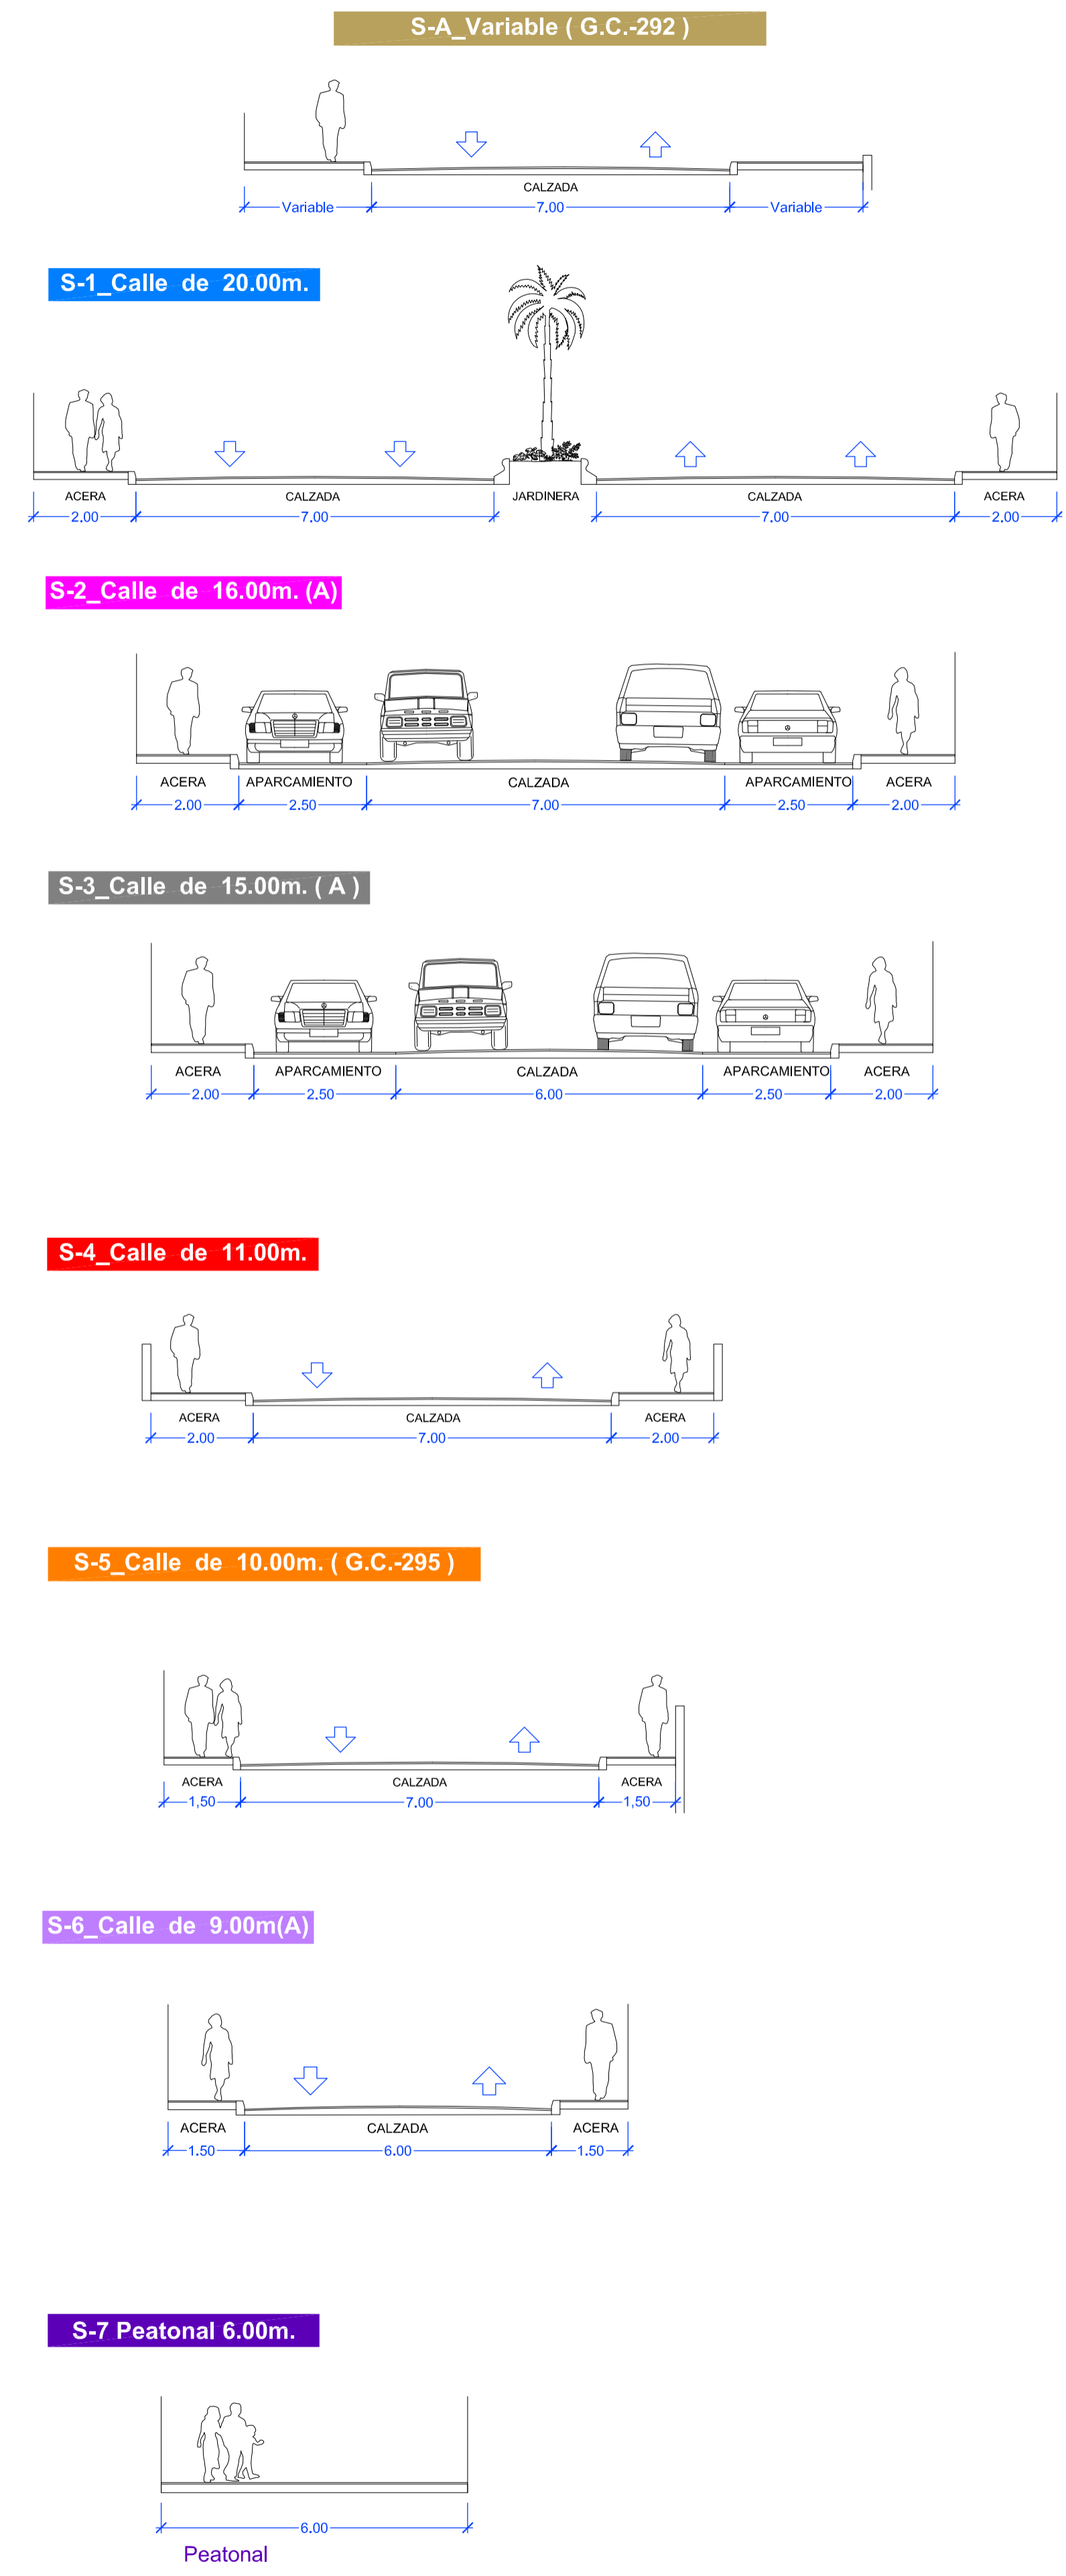 S-A_Variable ( G.C.-292 )
CALZADA
Variable 7.00 Variable
S-1_Calle de 20.00m.
ACERA CALZADA JARDINERA CALZADA ACERA
2.00 7.00 7.00 2.00
S-2_Calle de 16.00m. (A)
ACERA APARCAMIENTO CALZADA APARCAMIENTO ACERA
2.00 2.50 7.00 2.50 2.00
S-3_Calle de 15.00m. ( A )
ACERA APARCAMIENTO CALZADA APARCAMIENTO ACERA
2.00 2.50 6.00 2.50 2.00
S-4_Calle de 11.00m.
ACERA CALZADA ACERA
2.00 7.00 2.00
S-5_Calle de 10.00m. ( G.C.-295 )
ACERA CALZADA ACERA
1,50 7.00 1,50
S-6_Calle de 9.00m(A)
ACERA CALZADA ACERA
1.50 6.00 1.50
S-7 Peatonal 6.00m.
6.00
Peatonal